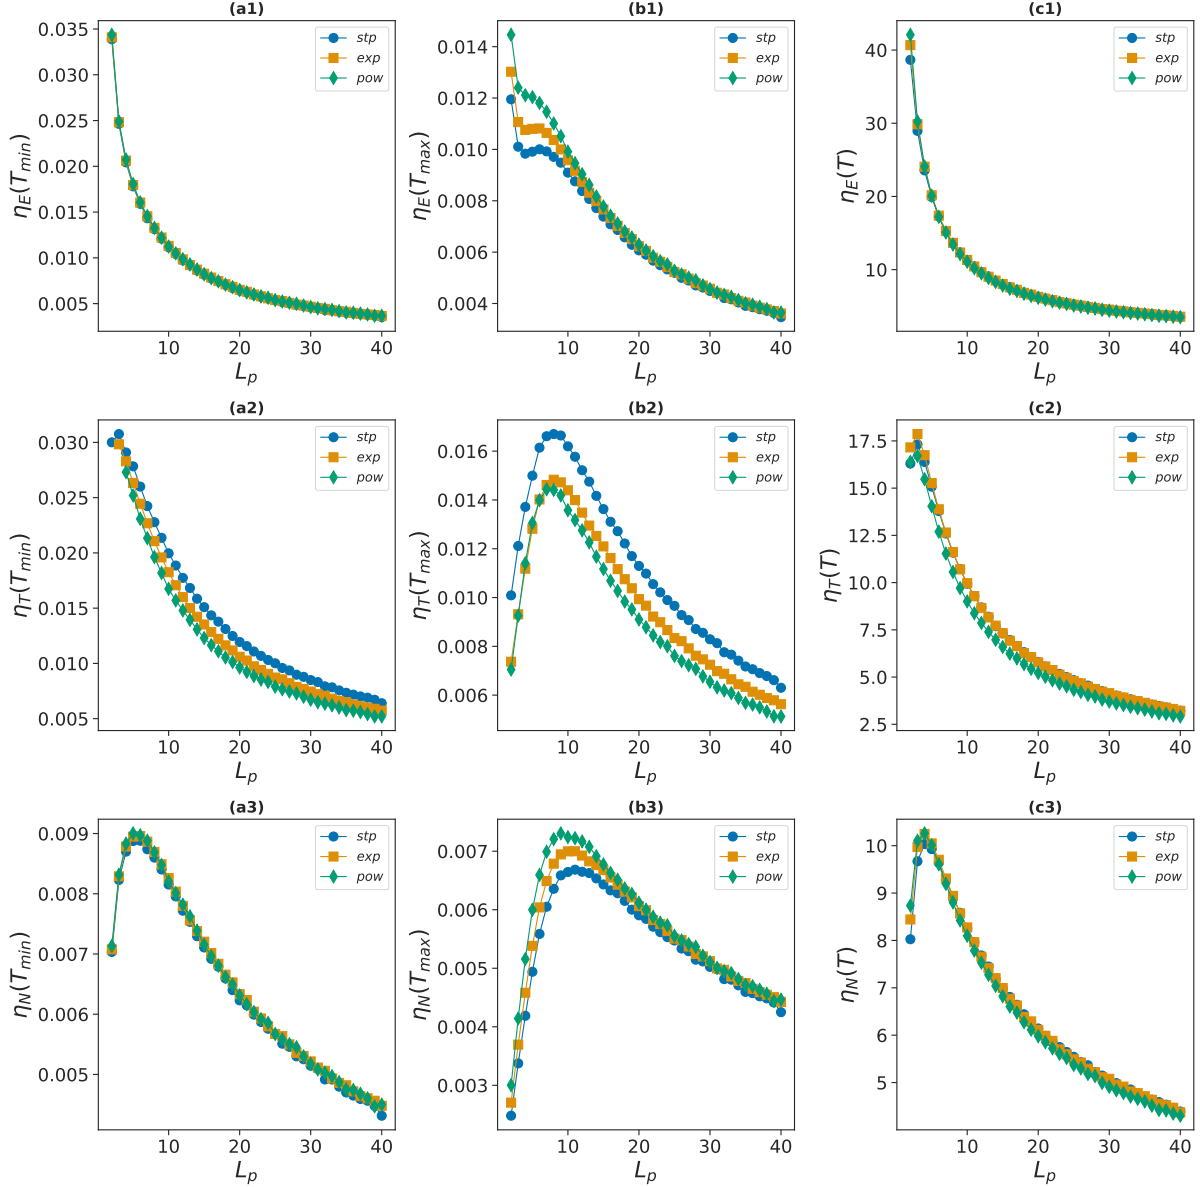 (a1)
η_E(T_min)
0.035
0.030
0.025
0.020
0.015
0.010
0.005
stp
exp
pow
10 20 30 40
L_p
(b1)
η_E(T_max)
0.014
0.012
0.010
0.008
0.006
0.004
stp
exp
pow
10 20 30 40
L_p
(c1)
η_E(T)
40
30
20
10
stp
exp
pow
10 20 30 40
L_p
(a2)
η_T(T_min)
0.030
0.025
0.020
0.015
0.010
0.005
stp
exp
pow
10 20 30 40
L_p
(b2)
η_T(T_max)
0.016
0.014
0.012
0.010
0.008
0.006
stp
exp
pow
10 20 30 40
L_p
(c2)
η_T(T)
17.5
15.0
12.5
10.0
7.5
5.0
2.5
stp
exp
pow
10 20 30 40
L_p
(a3)
η_N(T_min)
0.009
0.008
0.007
0.006
0.005
stp
exp
pow
10 20 30 40
L_p
(b3)
η_N(T_max)
0.007
0.006
0.005
0.004
0.003
stp
exp
pow
10 20 30 40
L_p
(c3)
η_N(T)
10
9
8
7
6
5
stp
exp
pow
10 20 30 40
L_p